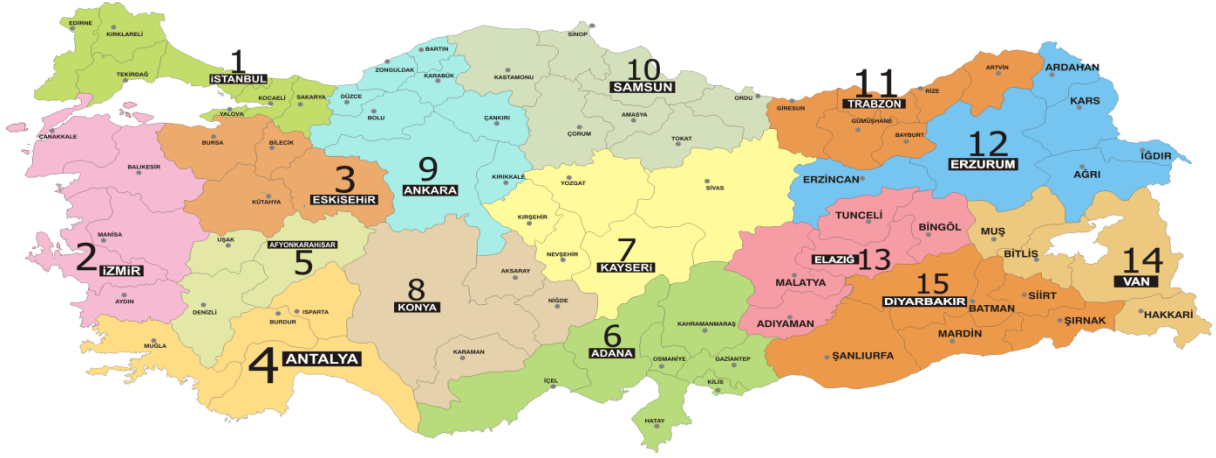 EDİRNE
KIRKLARELİ
TEKİRDAĞ
1
İSTANBUL
KOCAELİ
SAKARYA
YALOVA
ÇANAKKALE
BALIKESİR
MANİSA
2
İZMİR
AYDIN
BURSA
BİLECİK
3
ESKİSEHİR
KÜTAHYA
UŞAK
AFYONKARAHİSAR
5
DENİZLİ
MUĞLA
BURDUR
ISPARTA
4
ANTALYA
BARTIN
ZONGULDAK
KARABÜK
DÜZCE
BOLU
ÇANKIRI
9
ANKARA
KIRIKKALE
8
KONYA
AKSARAY
NİĞDE
KARAMAN
SİNOP
KASTAMONU
10
SAMSUN
ORDU
AMASYA
ÇORUM
TOKAT
YOZGAT
SİVAS
KIRŞEHİR
NEVŞEHİR
7
KAYSERİ
6
ADANA
KAHRAMANMARAŞ
OSMANİYE
GAZİANTEP
KİLİS
İÇEL
HATAY
11
TRABZON
GİRESUN
RİZE
ARTVİN
GÜMÜŞHANE
BAYBURT
ARDAHAN
KARS
12
ERZURUM
IĞDIR
AĞRI
ERZİNCAN
TUNCELİ
BİNGÖL
ELAZIĞ 13
MALATYA
ADIYAMAN
MUŞ
BİTLİS
14
VAN
HAKKARİ
15
DİYARBAKIR
SİİRT
BATMAN
ŞIRNAK
MARDİN
ŞANLIURFA